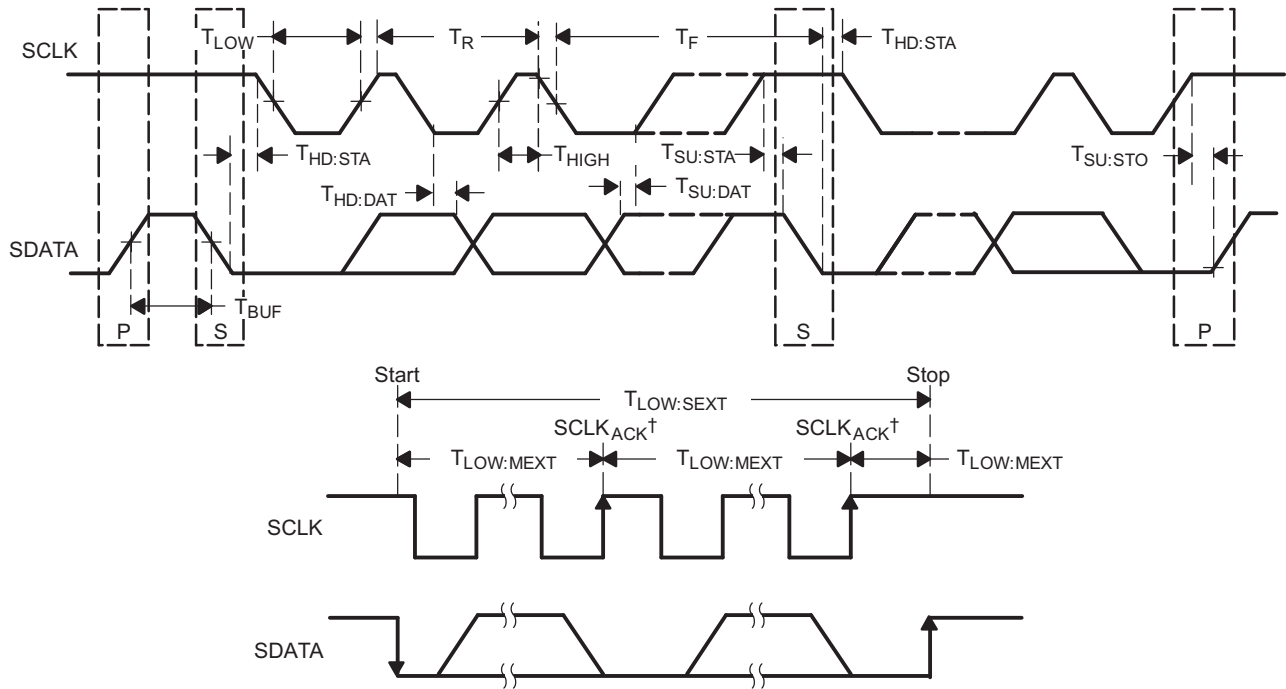 T_LOW T_R T_F T_HD:STA
SCLK
T_HD:STA T_HIGH T_SU:STA T_SU:STO
T_HD:DAT T_SU:DAT
SDATA
T_BUF
P S S P
Start Stop
T_LOW:SEXT
SCLK_ACK† SCLK_ACK†
T_LOW:MEXT T_LOW:MEXT T_LOW:MEXT
SCLK
SDATA